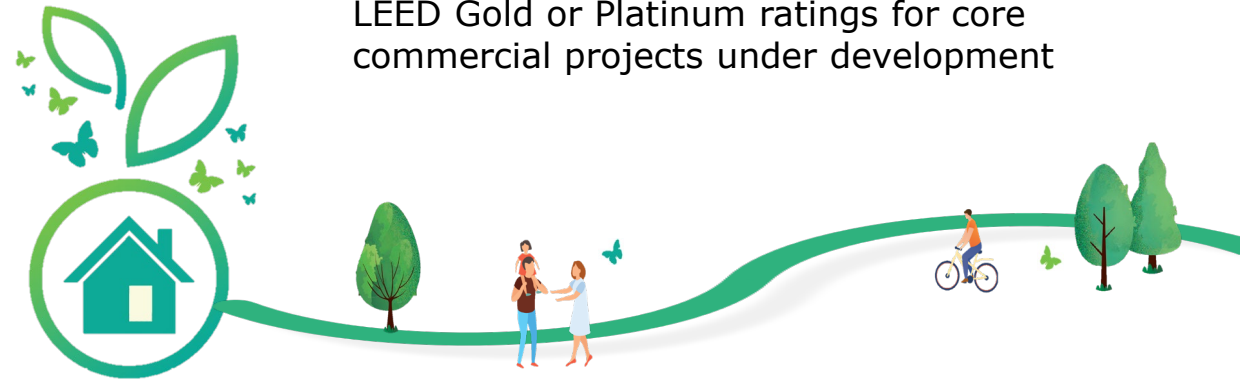 LEED Gold or Platinum ratings for core
commercial projects under development